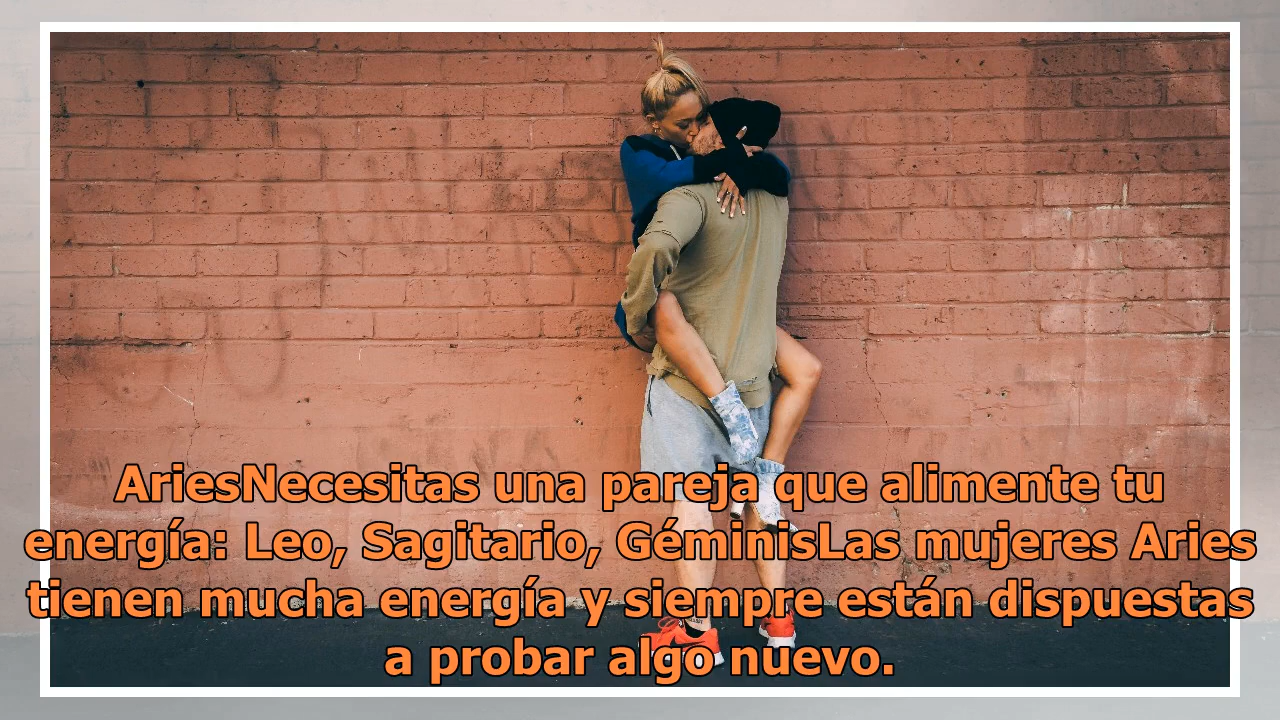 AriesNecesitas una pareja que alimente tu
energía: Leo, Sagitario, GéminisLas mujeres Aries
tienen mucha energía y siempre están dispuestas
a probar algo nuevo.